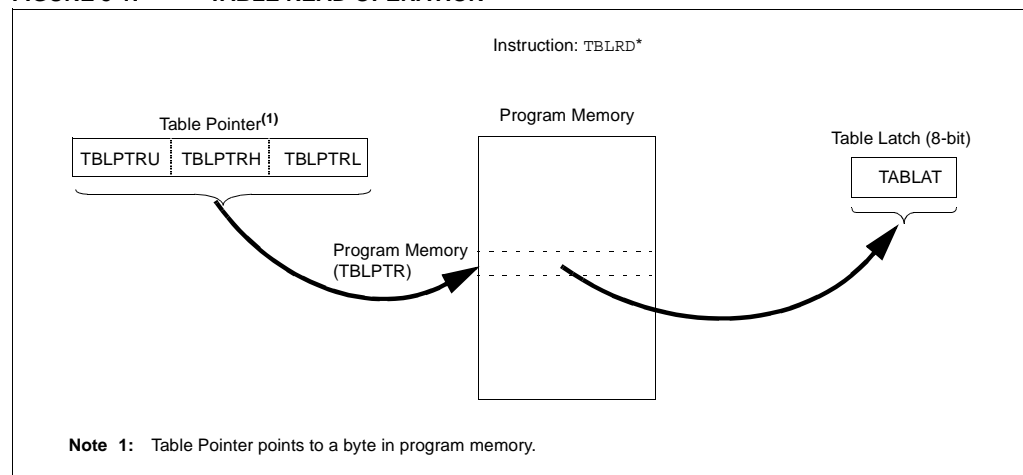 Instruction: TBLRD*
Table Pointer(1)
Program Memory
Table Latch (8-bit)
TBLPTRU TBLPTRH TBLPTRL
TABLAT
Program Memory
(TBLPTR)
Note 1: Table Pointer points to a byte in program memory.